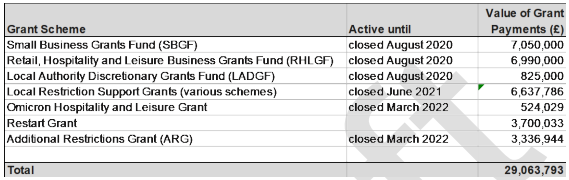 Value of Grant
Grant Scheme Active until Payments (£)
Small Business Grants Fund (SBGF) closed August 2020 7,050,000
Retail, Hospitality and Leisure Business Grants Fund (RHLGF) closed August 2020 6,990,000
Local Authority Discretionary Grants Fund (LADGF) closed August 2020 825,000
Local Restriction Support Grants (various schemes) closed June 2021 6,637,786
Omicron Hospitality and Leisure Grant closed March 2022 524,029
Restart Grant 3,700,033
Additional Restrictions Grant (ARG) closed March 2022 3,336,944
Total 29,063,793